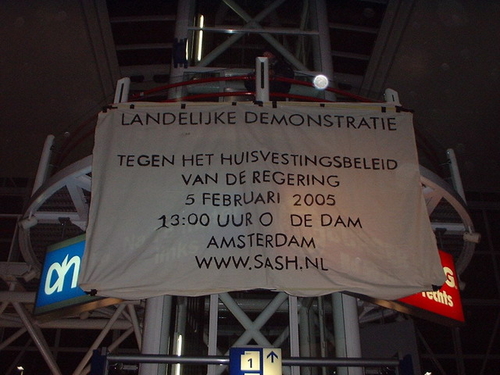 LANDELIJKE DEMONSTRATIE
TEGEN HET HUISVESTINGSBELEID
VAN DE REGERING
5 FEBRUARI 2005
13:00 UUR O DE DAM
AMSTERDAM
WWW.SASH.NL
ah
G
rechts
1